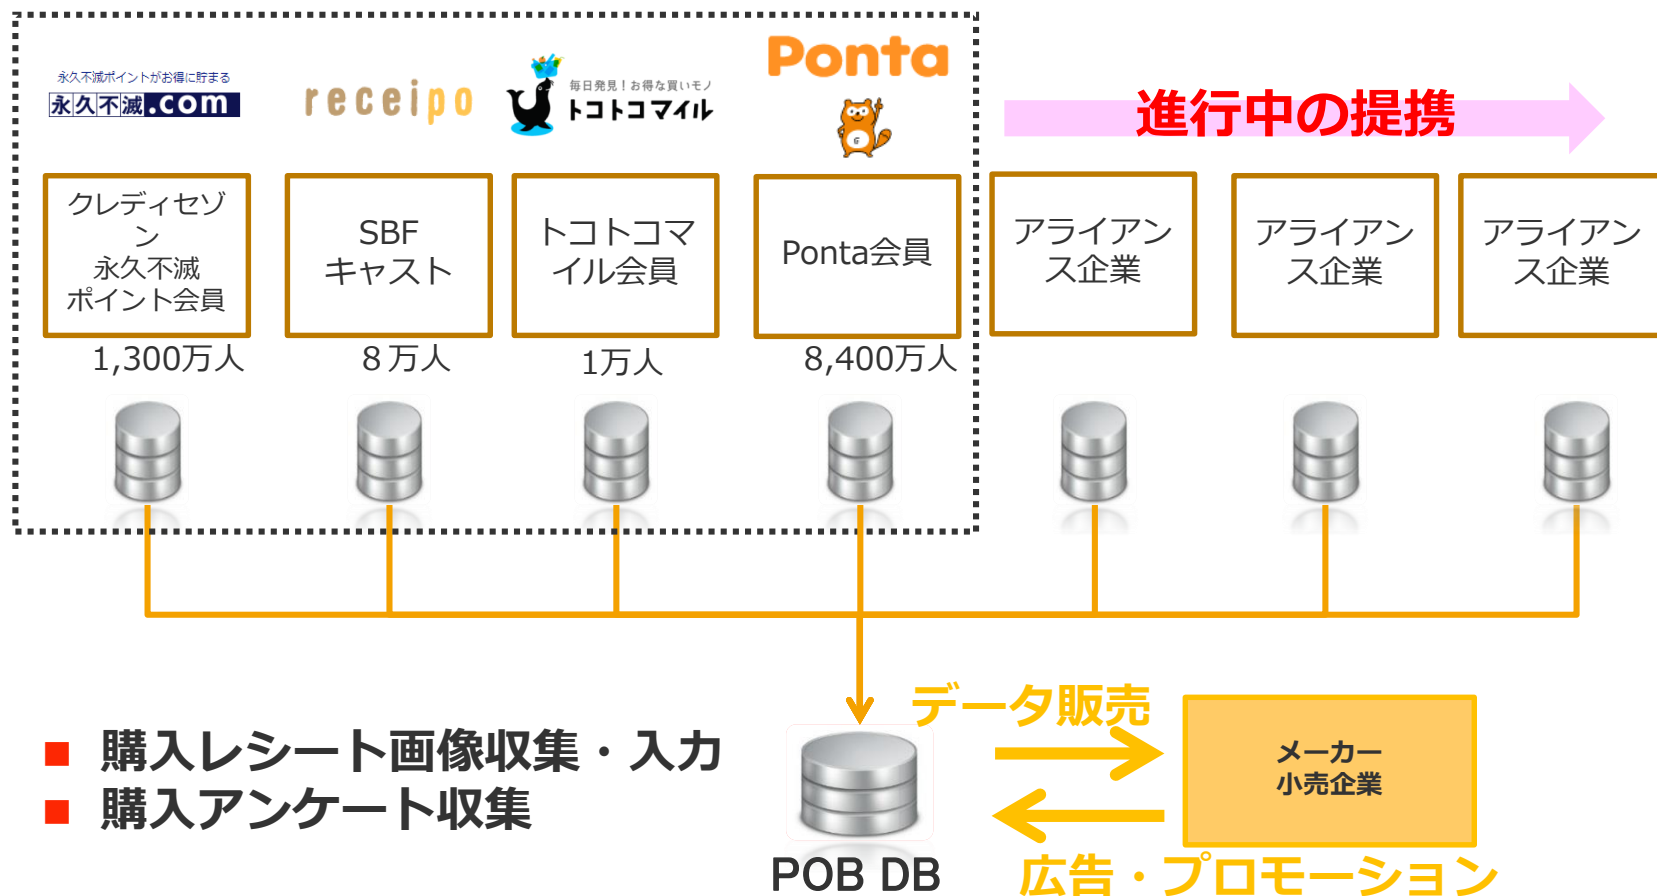 永久不滅ポイントがお得に貯まる
永久不滅.com
receipo
毎日発見！お得な買いモノ
トコトコマイル
Ponta
進行中の提携
クレディセゾ
ン
永久不滅
ポイント会員
SBF
キャスト
トコトコマ
イル会員
Ponta会員
アライアン
ス企業
アライアン
ス企業
アライアン
ス企業
1,300万人
８万人
1万人
8,400万人
データ販売
■ 購入レシート画像収集・入力
■ 購入アンケート収集
メーカー
小売企業
POB DB
広告・プロモーション